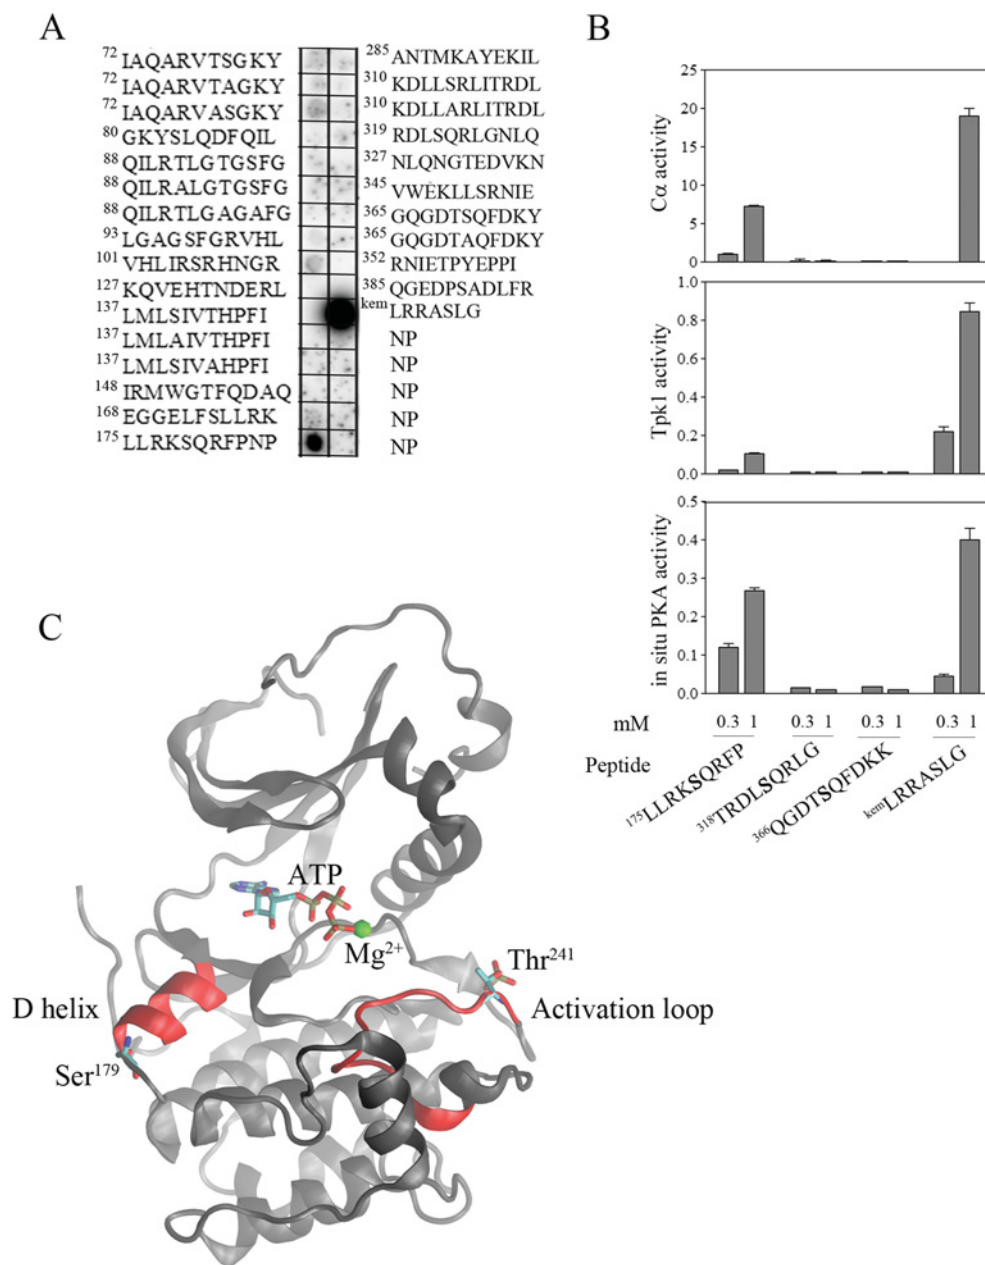 A
72 IAQARVTSGKY
72 IAQARVTAGKY
72 IAQARVASGKY
80 GKYSLQDFQIL
88 QILRTLGTGSFG
88 QILRALGTGSFG
88 QILRTLGAGAFG
93 LGAGSFGRVHL
101 VHLIRSRHNGR
127 KQVEHTNDERL
137 LMLSIVTHPFI
137 LMLAIVTHPFI
137 LMLSIVAHPFI
148 IRMWGTFQDAQ
168 EGGELFSLLRK
175 LLRKSQRFPNP
285 ANTMKAYEKIL
310 KDLLSRLITRDL
310 KDLLARLITRDL
319 RDLSQRLGNLQ
327 NLQNGTEDVKN
345 VWEKLLSRNIE
365 GQGDTSQFDKY
365 GQGDTAQFDKY
352 RNIETPYEPPI
385 QGEDPSADLFR
kem LRRASLG
NP
NP
NP
NP
NP
B
Cα activity
25
20
15
10
5
0
Tpk1 activity
1.0
0.8
0.6
0.4
0.2
0.0
in situ PKA activity
0.5
0.4
0.3
0.2
0.1
0.0
mM 0.3 1 0.3 1 0.3 1 0.3 1
Peptide
175LLRKSQRFP
318TRDLSQRLG
366QGDTSQFDKK
kemLRRASLG
C
ATP
Mg2+
Thr241
D helix
Activation loop
Ser179